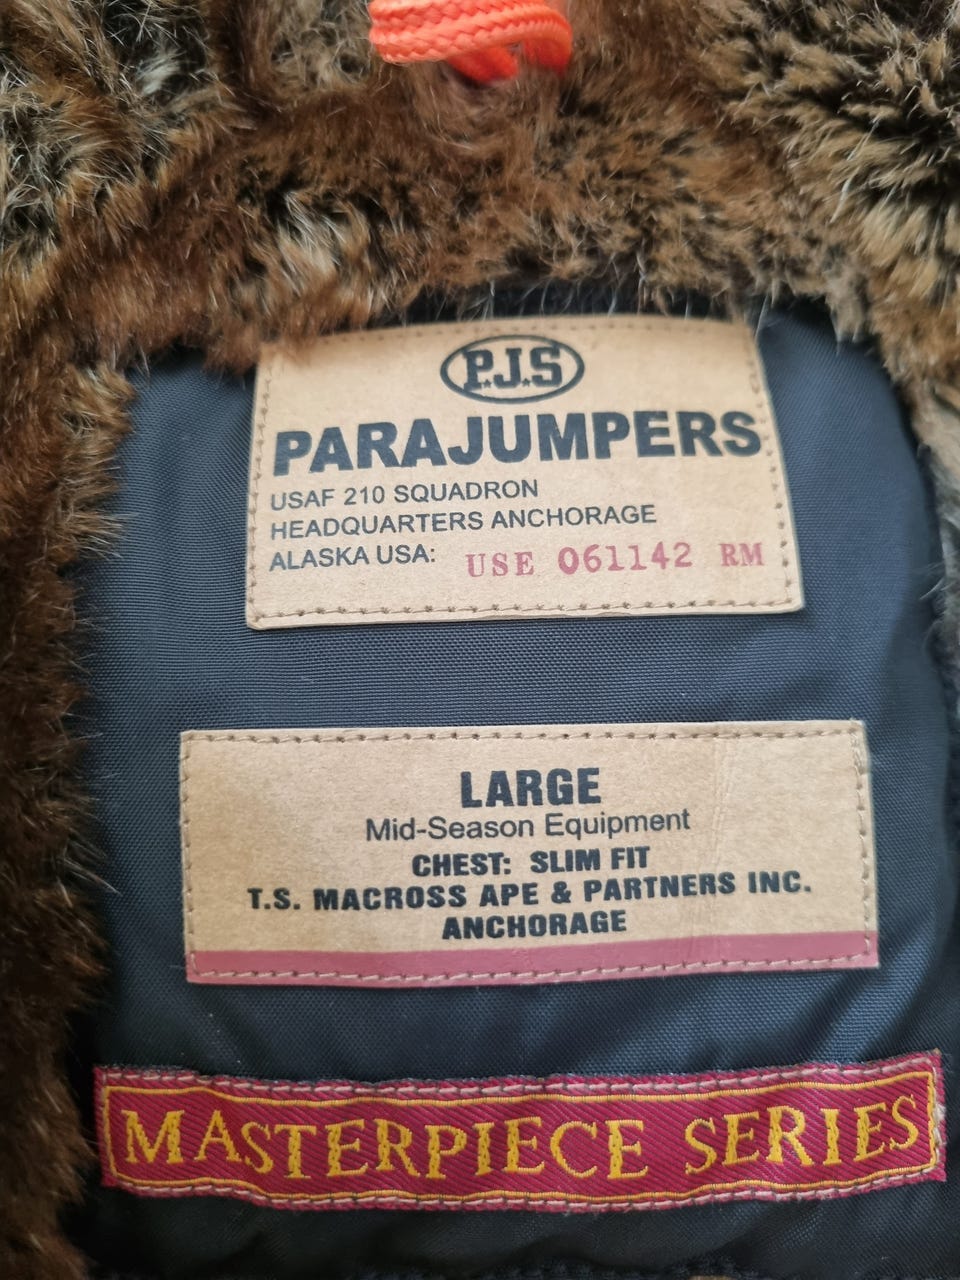 P.J.S
PARAJUMPERS
USAF 210 SQUADRON
HEADQUARTERS ANCHORAGE
ALASKA USA: USE 061142 RM
LARGE
Mid-Season Equipment
CHEST: SLIM FIT
T.S. MACROSS APE & PARTNERS INC.
ANCHORAGE
MASTERPIECE SERIES